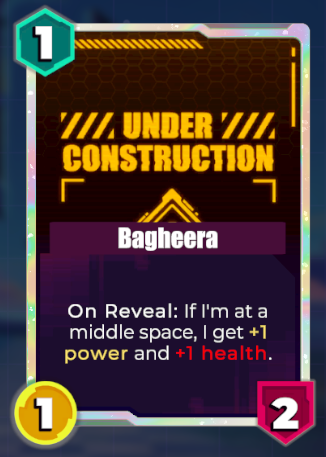 1
/// UNDER ///
CONSTRUCTION
Bagheera
On Reveal: If I'm at a
middle space, I get +1
power and +1 health.
1
2